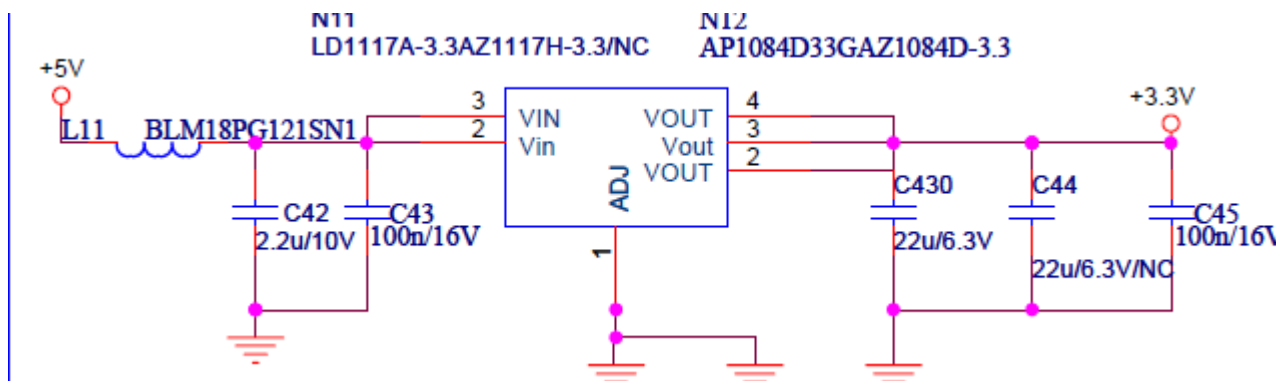 N11
LD1117A-3.3AZ1117H-3.3/NC
N12
AP1084D33GAZ1084D-3.3
+5V
L11
BLM18PG121SN1
3
2
VIN
Vin
ADJ
1
VOUT
Vout
VOUT
4
3
2
+3.3V
C42
2.2u/10V
C43
100n/16V
C430
22u/6.3V
C44
22u/6.3V/NC
C45
100n/16V